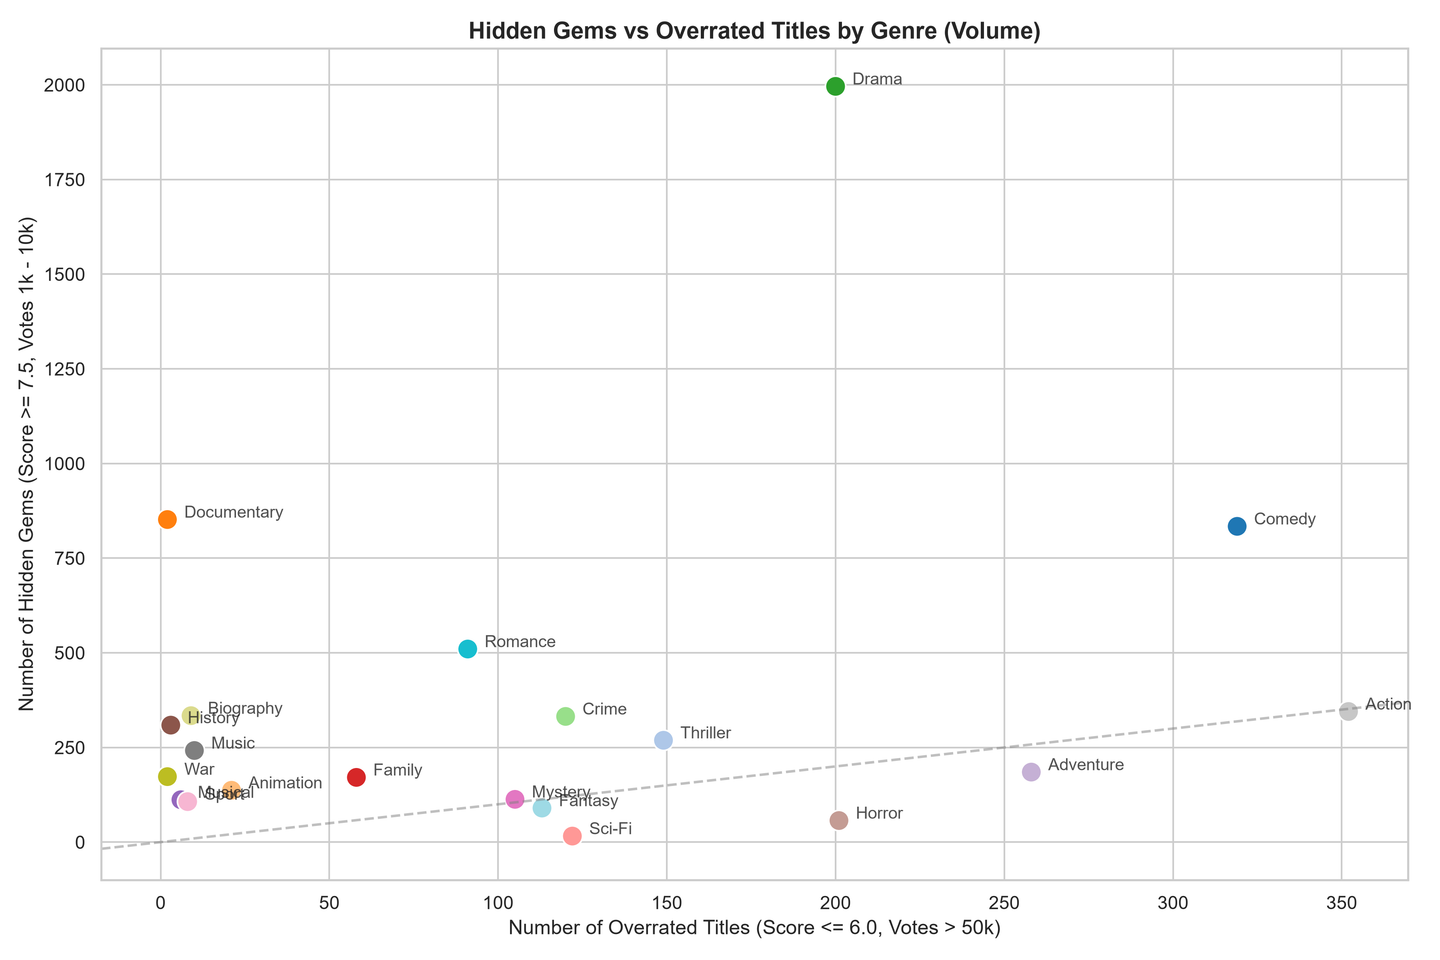 Hidden Gems vs Overrated Titles by Genre (Volume)
Number of Hidden Gems (Score >= 7.5, Votes 1k - 10k)
2000
1750
1500
1250
1000
750
500
250
0
Drama
Documentary
Comedy
Romance
Biography
History
Crime
Action
Music
Thriller
War
Family
Adventure
Animation
Musical
Sport
Mystery
Fantasy
Horror
Sci-Fi
0
50
100
150
200
250
300
350
Number of Overrated Titles (Score <= 6.0, Votes > 50k)